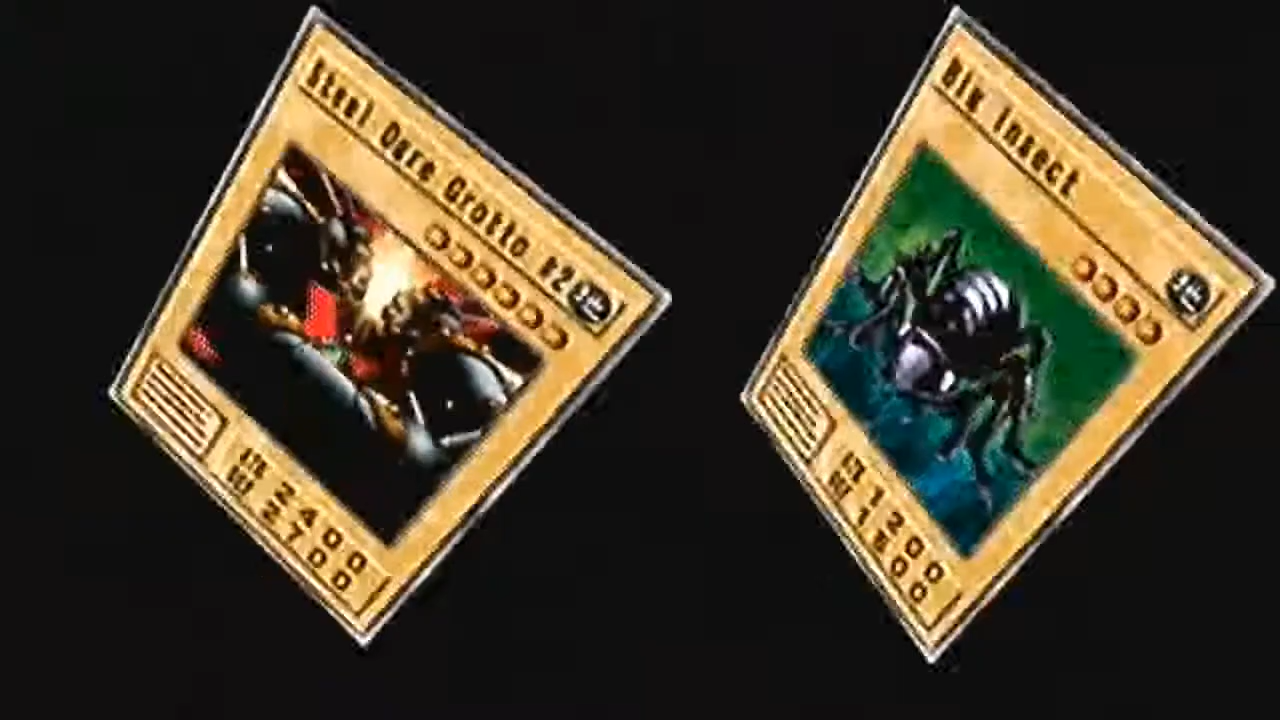 Steel Ogre Grotto #2
ATK 2400
DEF 2700
Big Insect
ATK 1200
DEF 1500